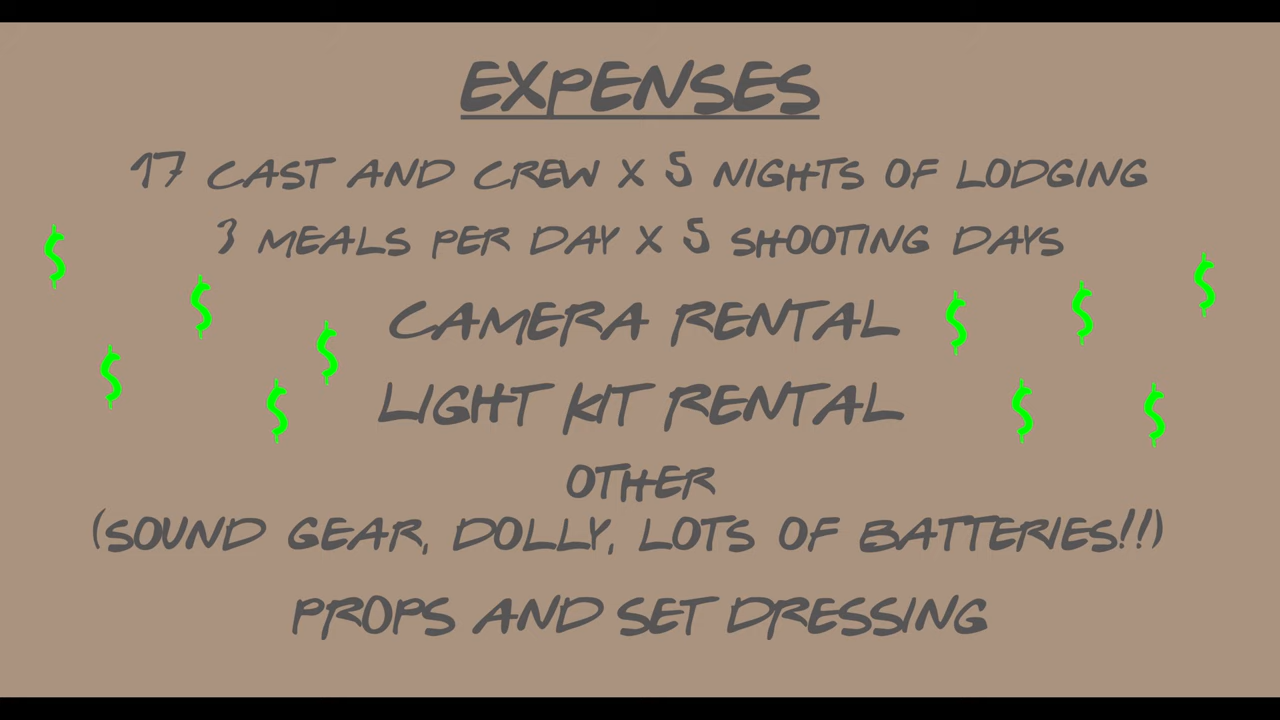 EXPENSES
17 CAST AND CREW X 5 NIGHTS OF LODGING
3 MEALS PER DAY X 5 SHOOTING DAYS
$ $ $ $ $ CAMERA RENTAL $ $ $
$ $ LIGHT KIT RENTAL $ $
OTHER
(SOUND GEAR, DOLLY, LOTS OF BATTERIES!!)
PROPS AND SET DRESSING